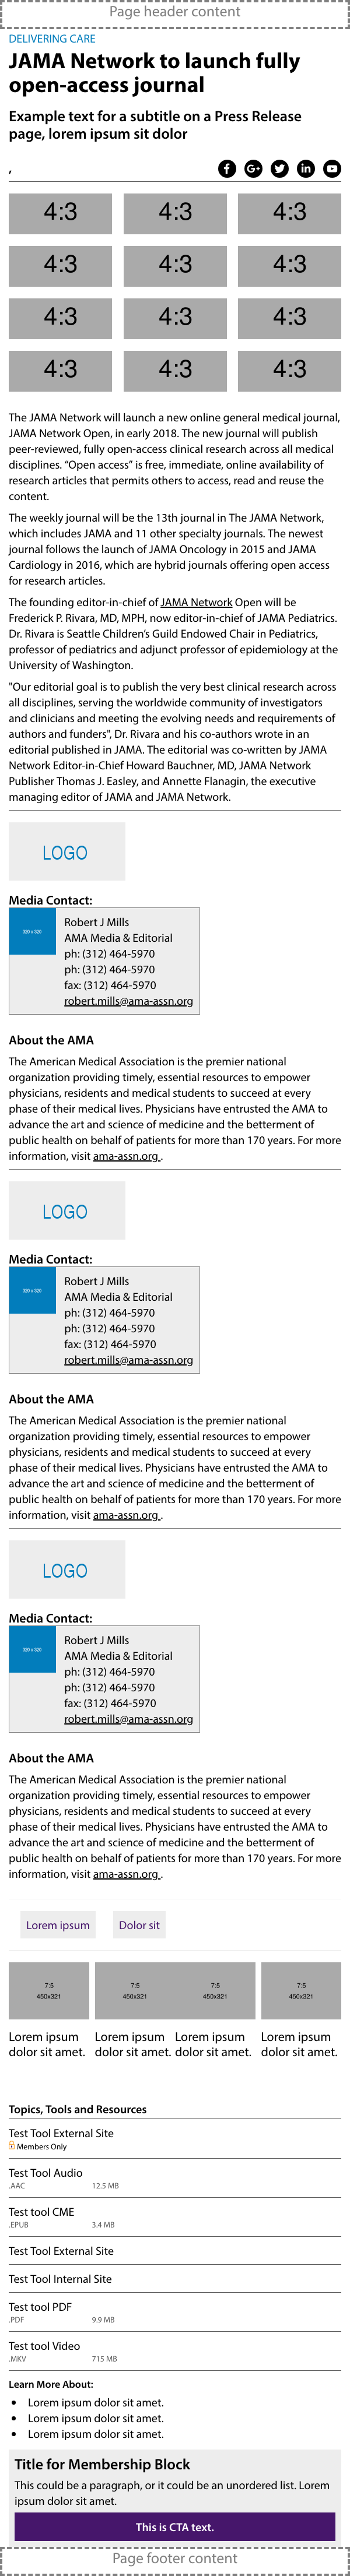 Page header content
DELIVERING CARE
JAMA Network to launch fully
open-access journal
Example text for a subtitle on a Press Release
page, lorem ipsum sit dolor
,
4:3 4:3 4:3
4:3 4:3 4:3
4:3 4:3 4:3
4:3 4:3 4:3
The JAMA Network will launch a new online general medical journal,
JAMA Network Open, in early 2018. The new journal will publish
peer-reviewed, fully open-access clinical research across all medical
disciplines. “Open access” is free, immediate, online availability of
research articles that permits others to access, read and reuse the
content.
The weekly journal will be the 13th journal in The JAMA Network,
which includes JAMA and 11 other specialty journals. The newest
journal follows the launch of JAMA Oncology in 2015 and JAMA
Cardiology in 2016, which are hybrid journals offering open access
for research articles.
The founding editor-in-chief of JAMA Network Open will be
Frederick P. Rivara, MD, MPH, now editor-in-chief of JAMA Pediatrics.
Dr. Rivara is Seattle Children’s Guild Endowed Chair in Pediatrics,
professor of pediatrics and adjunct professor of epidemiology at the
University of Washington.
"Our editorial goal is to publish the very best clinical research across
all disciplines, serving the worldwide community of investigators
and clinicians and meeting the evolving needs and requirements of
authors and funders", Dr. Rivara and his co-authors wrote in an
editorial published in JAMA. The editorial was co-written by JAMA
Network Editor-in-Chief Howard Bauchner, MD, JAMA Network
Publisher Thomas J. Easley, and Annette Flanagin, the executive
managing editor of JAMA and JAMA Network.
LOGO
Media Contact:
320 x 320
Robert J Mills
AMA Media & Editorial
ph: (312) 464-5970
ph: (312) 464-5970
fax: (312) 464-5970
robert.mills@ama-assn.org
About the AMA
The American Medical Association is the premier national
organization providing timely, essential resources to empower
physicians, residents and medical students to succeed at every
phase of their medical lives. Physicians have entrusted the AMA to
advance the art and science of medicine and the betterment of
public health on behalf of patients for more than 170 years. For more
information, visit ama-assn.org .
LOGO
Media Contact:
320 x 320
Robert J Mills
AMA Media & Editorial
ph: (312) 464-5970
ph: (312) 464-5970
fax: (312) 464-5970
robert.mills@ama-assn.org
About the AMA
The American Medical Association is the premier national
organization providing timely, essential resources to empower
physicians, residents and medical students to succeed at every
phase of their medical lives. Physicians have entrusted the AMA to
advance the art and science of medicine and the betterment of
public health on behalf of patients for more than 170 years. For more
information, visit ama-assn.org .
LOGO
Media Contact:
320 x 320
Robert J Mills
AMA Media & Editorial
ph: (312) 464-5970
ph: (312) 464-5970
fax: (312) 464-5970
robert.mills@ama-assn.org
About the AMA
The American Medical Association is the premier national
organization providing timely, essential resources to empower
physicians, residents and medical students to succeed at every
phase of their medical lives. Physicians have entrusted the AMA to
advance the art and science of medicine and the betterment of
public health on behalf of patients for more than 170 years. For more
information, visit ama-assn.org .
Lorem ipsum Dolor sit
7:5 7:5 7:5 7:5
450x321 450x321 450x321 450x321
Lorem ipsum Lorem ipsum Lorem ipsum Lorem ipsum
dolor sit amet. dolor sit amet. dolor sit amet. dolor sit amet.
Topics, Tools and Resources
Test Tool External Site
Members Only
Test Tool Audio
.AAC 12.5 MB
Test tool CME
.EPUB 3.4 MB
Test Tool External Site
Test Tool Internal Site
Test tool PDF
.PDF 9.9 MB
Test tool Video
.MKV 715 MB
Learn More About:
• Lorem ipsum dolor sit amet.
• Lorem ipsum dolor sit amet.
• Lorem ipsum dolor sit amet.
Title for Membership Block
This could be a paragraph, or it could be an unordered list. Lorem
ipsum dolor sit amet.
This is CTA text.
Page footer content